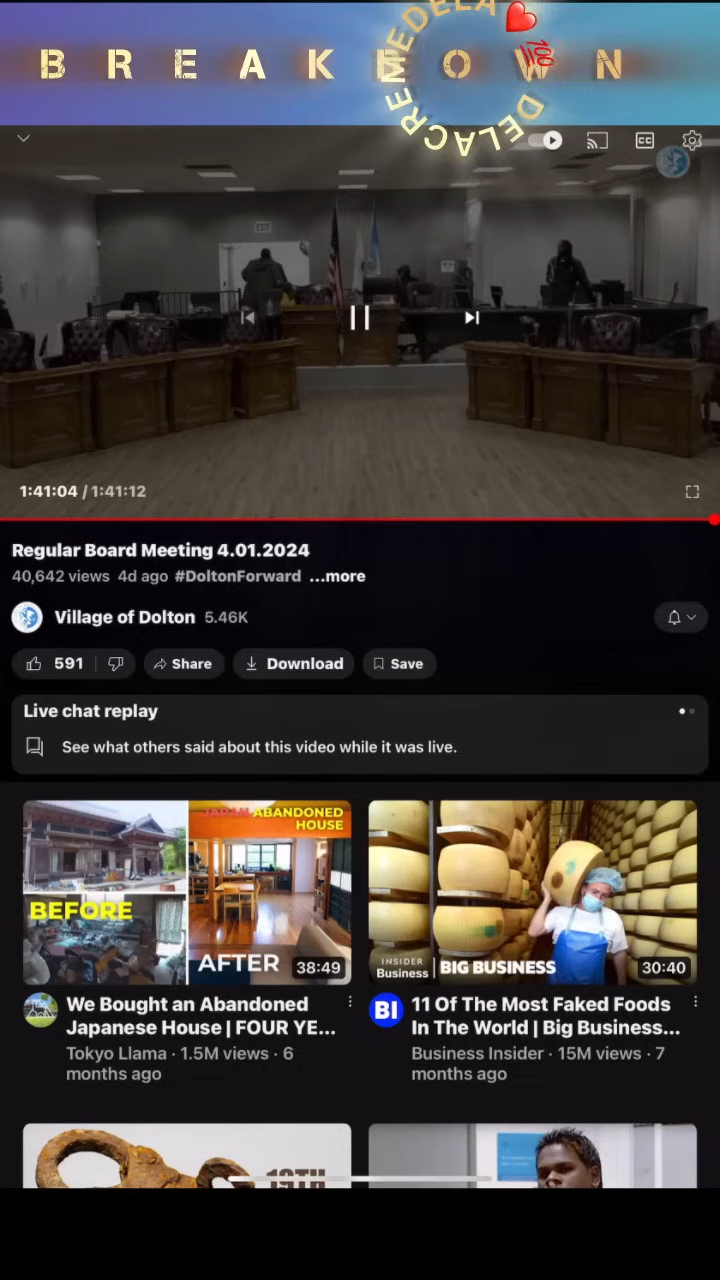 B R E A K D O W N
DELACREMEDELA
1:41:04 / 1:41:12
Regular Board Meeting 4.01.2024
40,642 views 4d ago #DoltonForward ...more
Village of Dolton 5.46K
591 Share Download Save
Live chat replay
See what others said about this video while it was live.
JAPAN ABANDONED
HOUSE
BEFORE
AFTER 38:49
INSIDER
Business BIG BUSINESS 30:40
We Bought an Abandoned
Japanese House | FOUR YE...
Tokyo Llama · 1.5M views · 6
months ago
BI
11 Of The Most Faked Foods
In The World | Big Business...
Business Insider · 15M views · 7
months ago
19TH